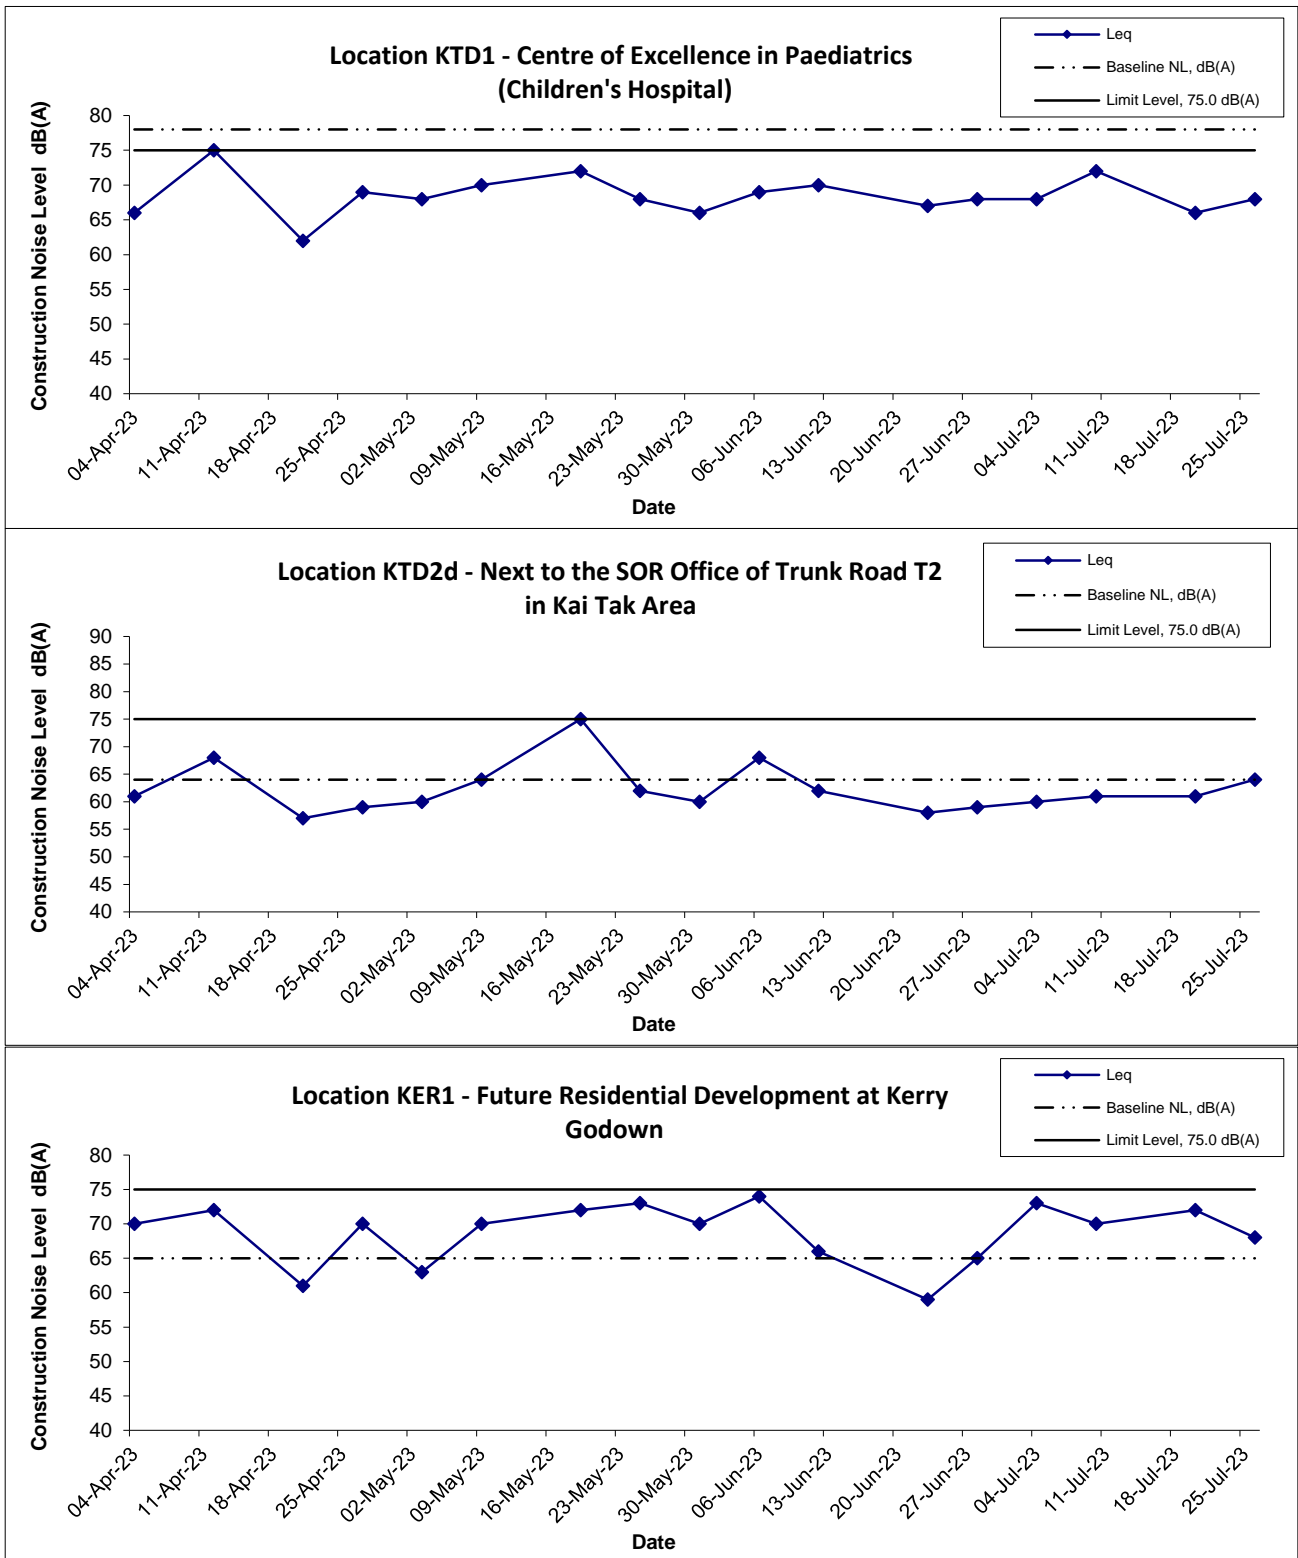 Location KTD1 - Centre of Excellence in Paediatrics
(Children's Hospital)
Leq
Baseline NL, dB(A)
Limit Level, 75.0 dB(A)
Construction Noise Level dB(A)
80
75
70
65
60
55
50
45
40
04-Apr-23
11-Apr-23
18-Apr-23
25-Apr-23
02-May-23
09-May-23
16-May-23
23-May-23
30-May-23
06-Jun-23
13-Jun-23
20-Jun-23
27-Jun-23
04-Jul-23
11-Jul-23
18-Jul-23
25-Jul-23
Date
Location KTD2d - Next to the SOR Office of Trunk Road T2
in Kai Tak Area
Leq
Baseline NL, dB(A)
Limit Level, 75.0 dB(A)
Construction Noise Level dB(A)
90
85
80
75
70
65
60
55
50
45
40
04-Apr-23
11-Apr-23
18-Apr-23
25-Apr-23
02-May-23
09-May-23
16-May-23
23-May-23
30-May-23
06-Jun-23
13-Jun-23
20-Jun-23
27-Jun-23
04-Jul-23
11-Jul-23
18-Jul-23
25-Jul-23
Date
Location KER1 - Future Residential Development at Kerry
Godown
Leq
Baseline NL, dB(A)
Limit Level, 75.0 dB(A)
Construction Noise Level dB(A)
80
75
70
65
60
55
50
45
40
04-Apr-23
11-Apr-23
18-Apr-23
25-Apr-23
02-May-23
09-May-23
16-May-23
23-May-23
30-May-23
06-Jun-23
13-Jun-23
20-Jun-23
27-Jun-23
04-Jul-23
11-Jul-23
18-Jul-23
25-Jul-23
Date